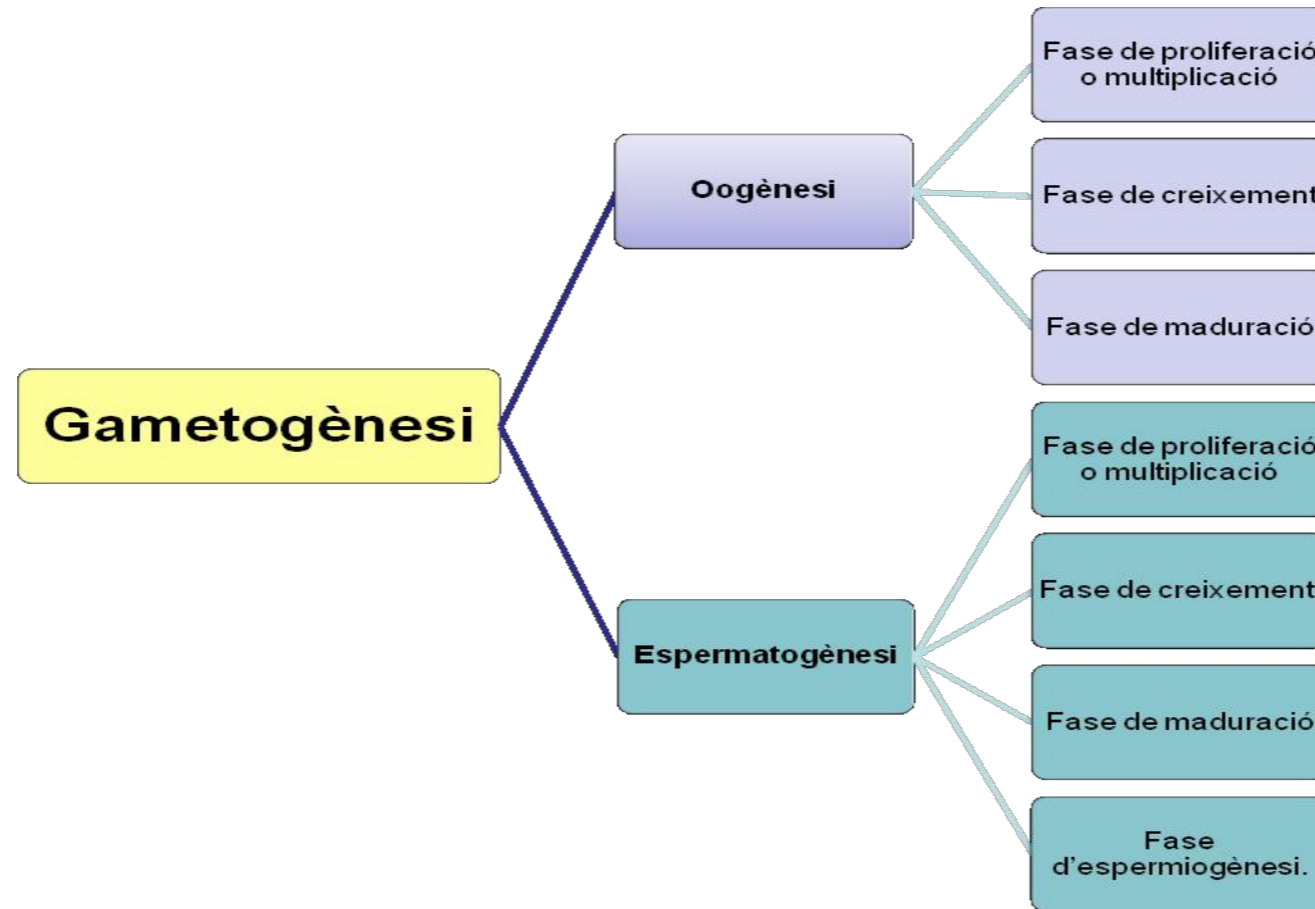 Gametogènesi
Oogènesi
Fase de proliferació
o multiplicació
Fase de creixement
Fase de maduració
Espermatogènesi
Fase de proliferació
o multiplicació
Fase de creixement
Fase de maduració
Fase
d’espermiogènesi.